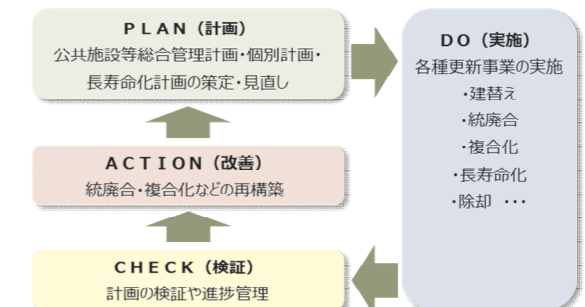 PLAN（計画）
公共施設等総合管理計画・個別計画・
長寿命化計画の策定・見直し
DO（実施）
各種更新事業の実施
・建替え
・統廃合
・複合化
・長寿命化
・除却 ・・・
ACTION（改善）
統廃合・複合化などの再構築
CHECK（検証）
計画の検証や進捗管理